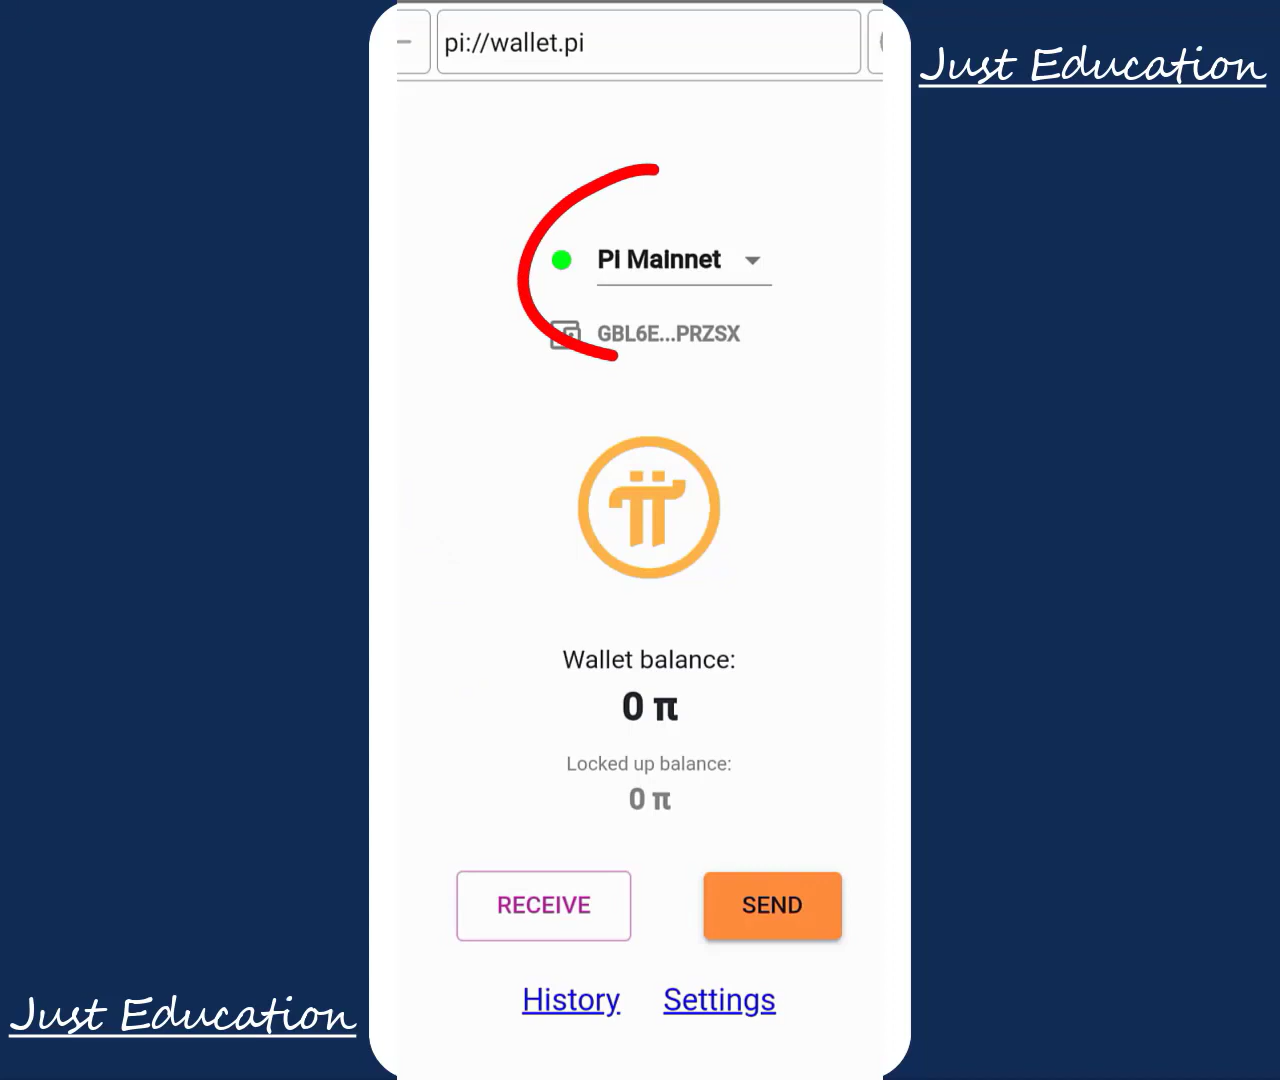 pi://wallet.pi
Just Education
Pi Mainnet
GBL6E...PRZSX
Wallet balance:
0 π
Locked up balance:
0 π
RECEIVE
SEND
History Settings
Just Education